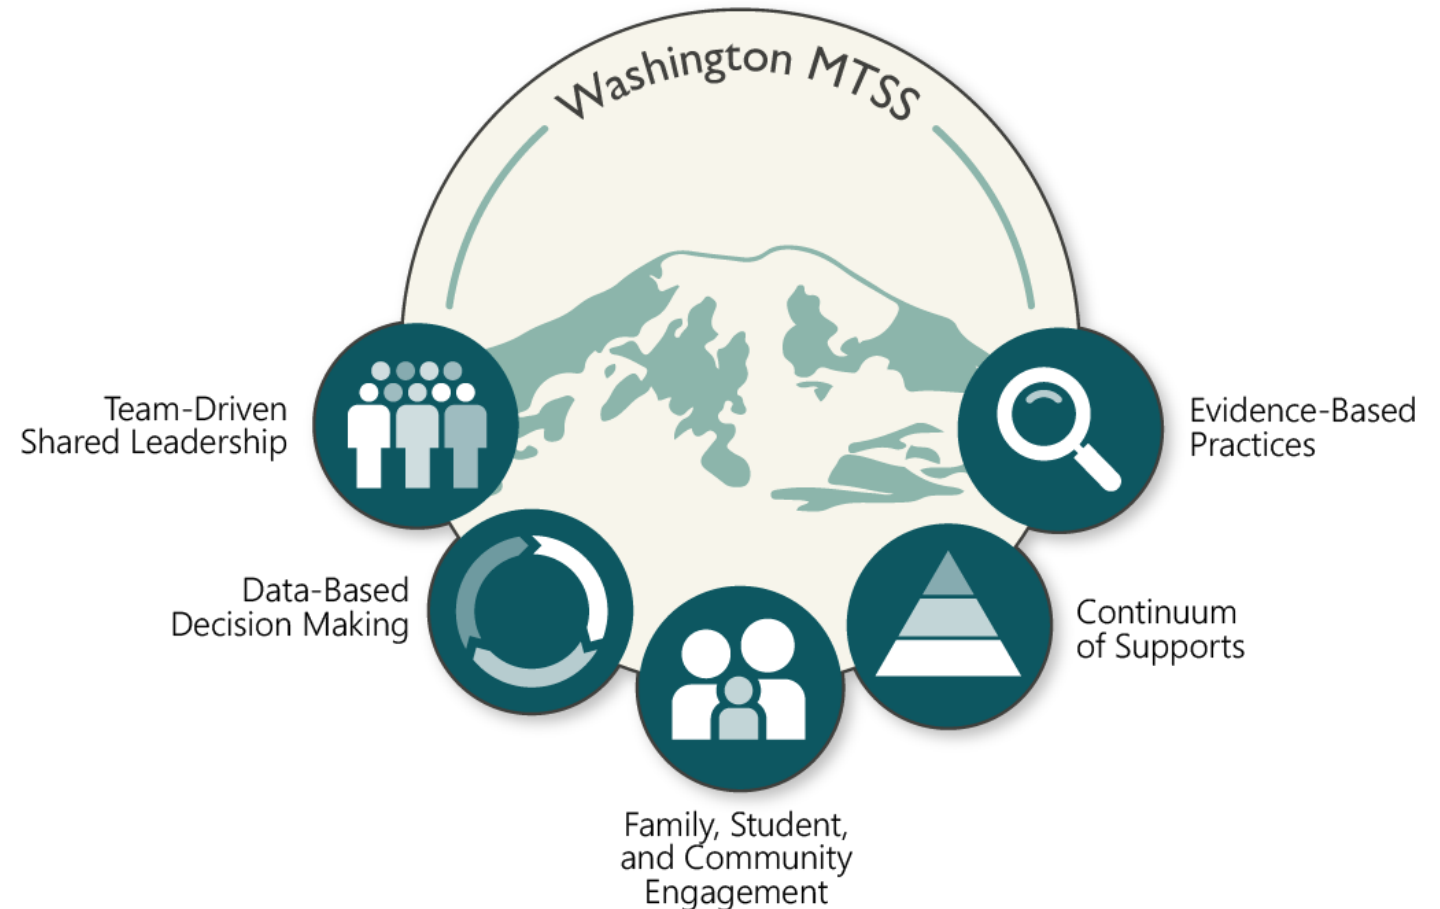 Washington MTSS
Team-Driven
Shared Leadership
Evidence-Based
Practices
Data-Based
Decision Making
Continuum
of Supports
Family, Student,
and Community
Engagement